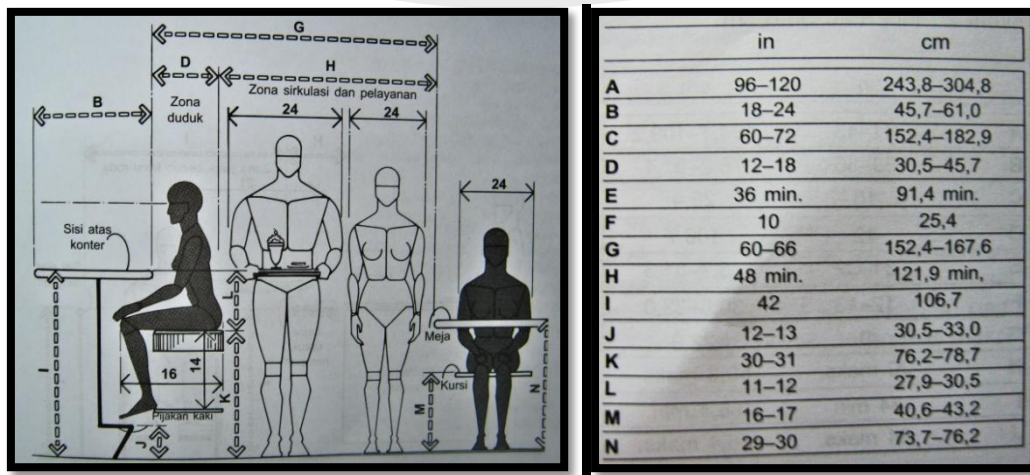 G
D
H
B
Zona
duduk
Zona sirkulasi dan pelayanan
24
24
24
Sisi atas
konter
L
I
16
14
K
Meja
Kursi
M
N
Pijakan kaki
J
in cm
A 96–120 243,8–304,8
B 18–24 45,7–61,0
C 60–72 152,4–182,9
D 12–18 30,5–45,7
E 36 min. 91,4 min.
F 10 25,4
G 60–66 152,4–167,6
H 48 min. 121,9 min,
I 42 106,7
J 12–13 30,5–33,0
K 30–31 76,2–78,7
L 11–12 27,9–30,5
M 16–17 40,6–43,2
N 29–30 73,7–76,2